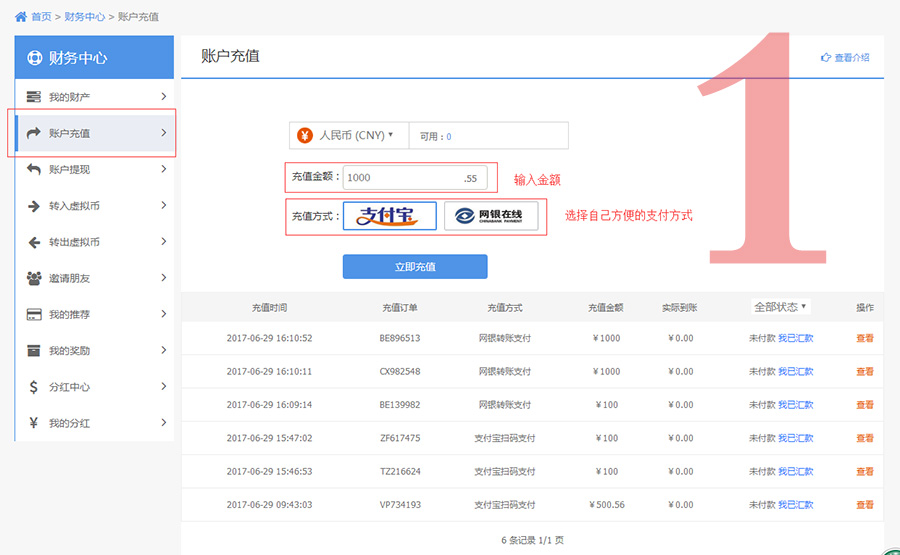 首页 > 财务中心 > 账户充值
财务中心
我的财产
账户充值
账户提现
转入虚拟币
转出虚拟币
邀请朋友
我的推荐
我的奖励
分红中心
我的分红
账户充值
查看介绍
1
人民币 (CNY) 可用：0
充值金额： 1000 .55 输入金额
充值方式： 支付宝 网银在线 CHINABANK PAYMENT 选择自己方便的支付方式
立即充值
充值时间 充值订单 充值方式 充值金额 实际到账 全部状态 操作
2017-06-29 16:10:52 BE896513 网银转账支付 ￥1000 ￥0.00 未付款 我已汇款 查看
2017-06-29 16:10:11 CX982548 网银转账支付 ￥1000 ￥0.00 未付款 我已汇款 查看
2017-06-29 16:09:14 BE139982 网银转账支付 ￥100 ￥0.00 未付款 我已汇款 查看
2017-06-29 15:47:02 ZF617475 支付宝扫码支付 ￥100 ￥0.00 未付款 我已汇款 查看
2017-06-29 15:46:53 TZ216624 支付宝扫码支付 ￥100 ￥0.00 未付款 我已汇款 查看
2017-06-29 09:43:03 VP734193 支付宝扫码支付 ￥500.56 ￥0.00 未付款 我已汇款 查看
6 条记录 1/1 页